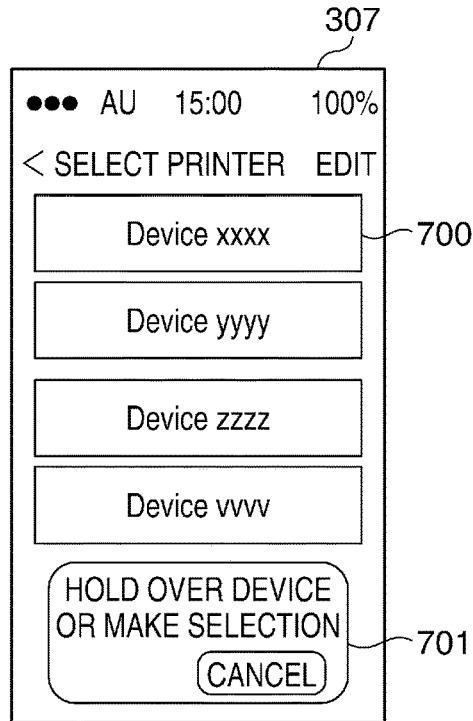 307
●●● AU 15:00 100%
< SELECT PRINTER EDIT
Device xxxx 700
Device yyyy
Device zzzz
Device vvvv
HOLD OVER DEVICE
OR MAKE SELECTION
701
CANCEL